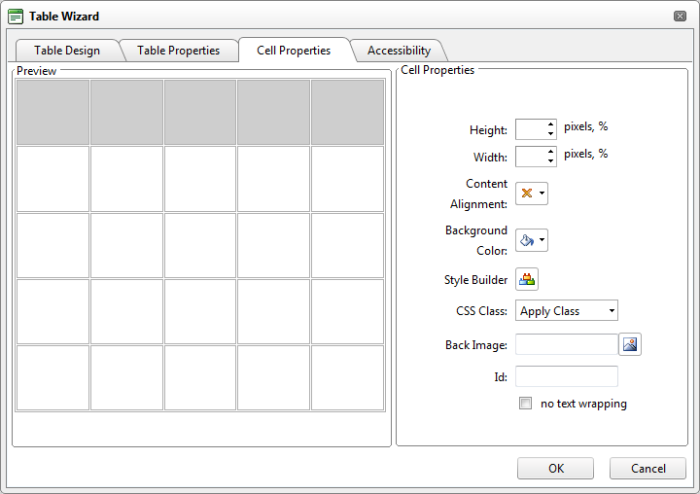 Table Wizard
Table Design
Table Properties
Cell Properties
Accessibility
Preview
Cell Properties
Height:
pixels, %
Width:
pixels, %
Content
Alignment:
Background
Color:
Style Builder
CSS Class:
Apply Class
Back Image:
Id:
no text wrapping
OK
Cancel